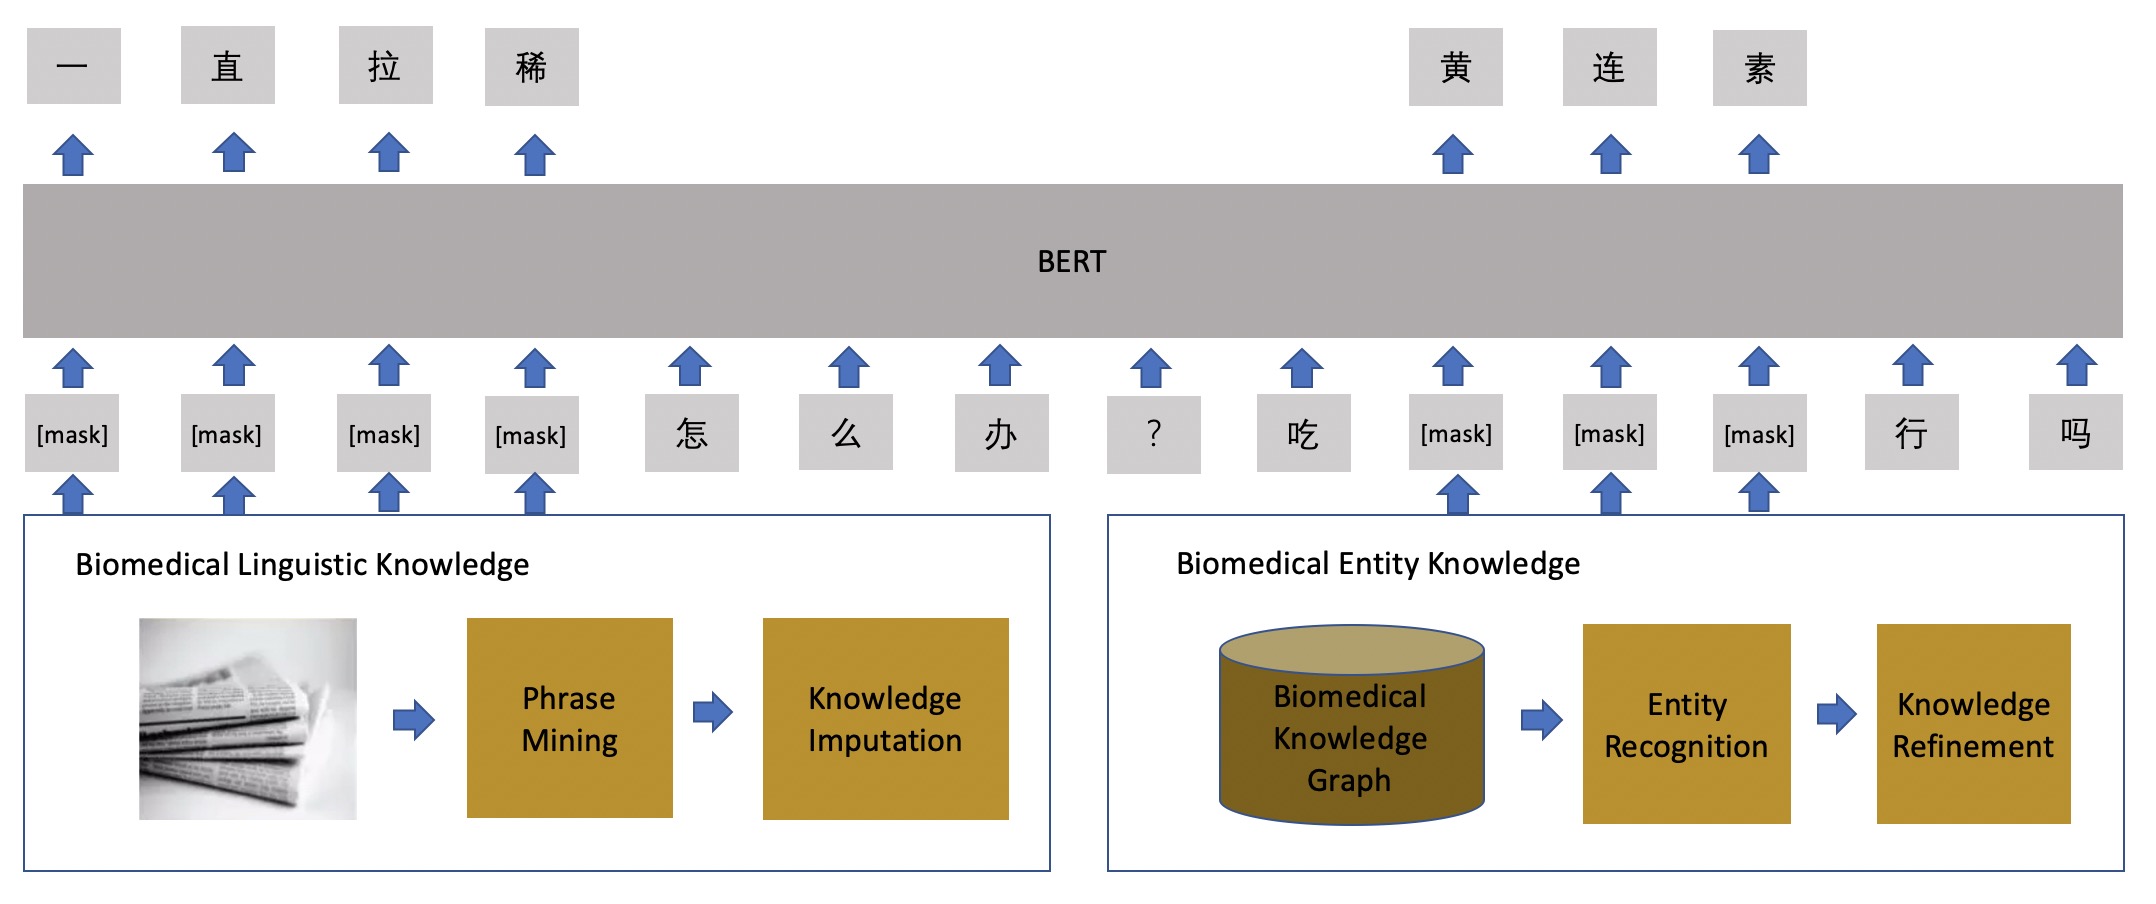 一 直 拉 稀 黄 连 素
BERT
[mask] [mask] [mask] [mask] 怎 么 办 ？ 吃 [mask] [mask] [mask] 行 吗
Biomedical Linguistic Knowledge
Phrase
Mining
Knowledge
Imputation
Biomedical Entity Knowledge
Biomedical
Knowledge
Graph
Entity
Recognition
Knowledge
Refinement